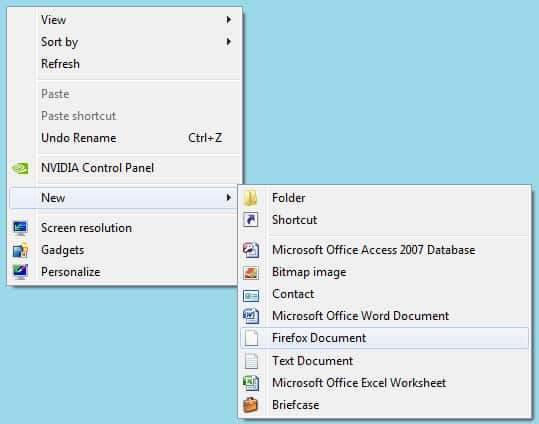 View
Sort by
Refresh
Paste
Paste shortcut
Undo Rename Ctrl+Z
NVIDIA Control Panel
New
Screen resolution
Gadgets
Personalize
Folder
Shortcut
Microsoft Office Access 2007 Database
Bitmap image
Contact
Microsoft Office Word Document
Firefox Document
Text Document
Microsoft Office Excel Worksheet
Briefcase